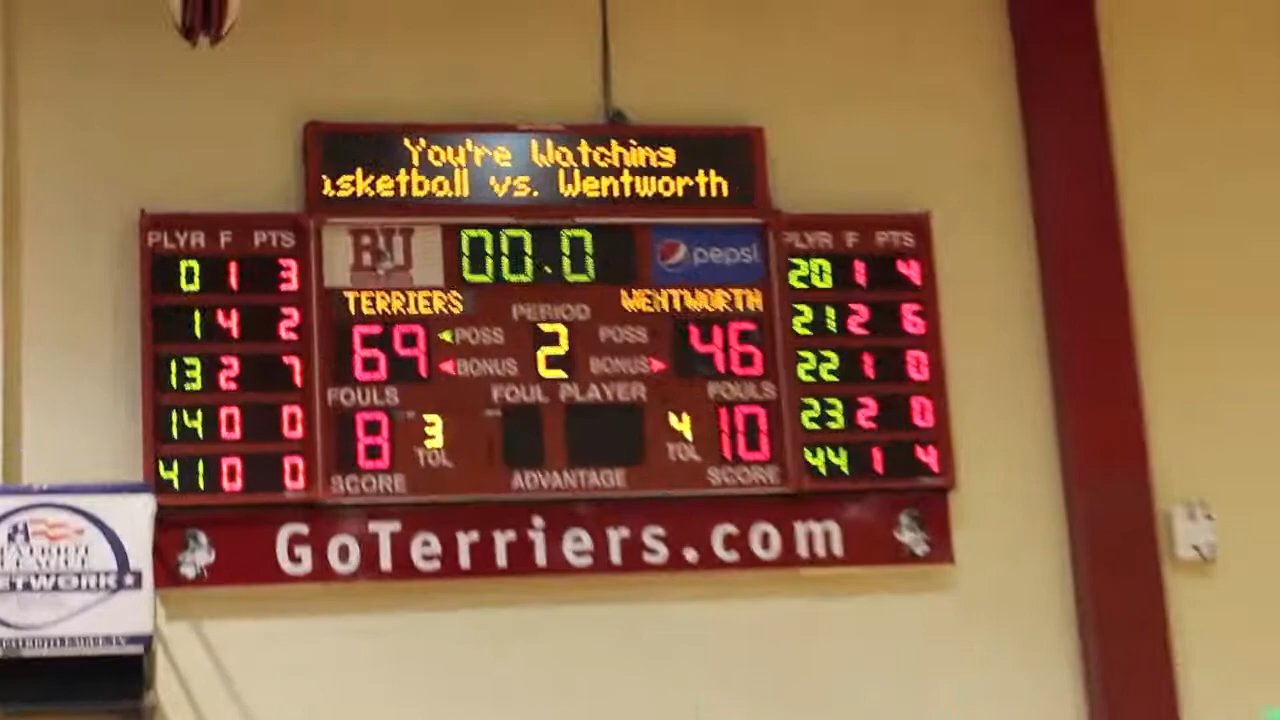 You're Watching
asketball vs. Wentworth
PLYR F PTS
0 1 3
1 4 2
13 2 7
14 0 0
41 0 0
BU
00.0
pepsi
TERRIERS
WENTWORTH
PERIOD
69
POSS
2
POSS
46
BONUS
BONUS
FOULS
FOUL PLAYER
FOULS
8
3
4
10
TOL
TOL
SCORE
ADVANTAGE
SCORE
PLYR F PTS
20 1 4
21 2 6
22 1 0
23 2 0
44 1 4
GoTerriers.com
NETWORK